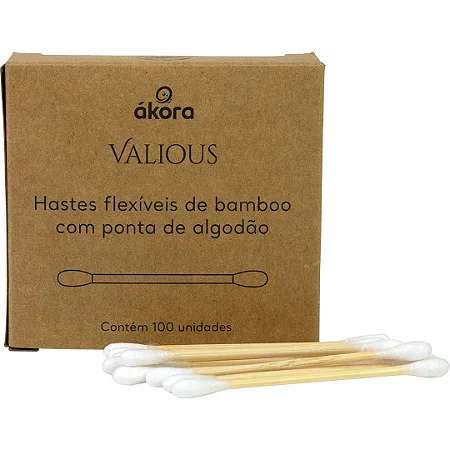 ákora
VALIOUS
Hastes flexíveis de bamboo
com ponta de algodão
Contém 100 unidades